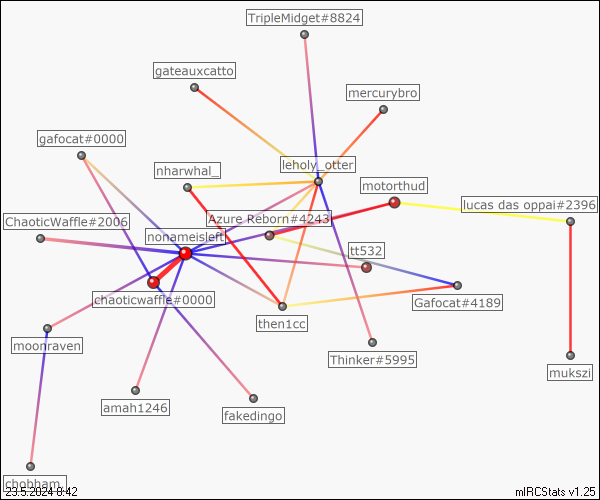 TripleMidget#8824
gateauxcatto
mercurybro
gafocat#0000
leholy_otter
nharwhal_
motorthud
lucas das oppai#2396
ChaoticWaffle#2006
Azure Reborn#4243
nonameisleft
tt532
chaoticwaffle#0000
Gafocat#4189
then1cc
moonraven
Thinker#5995
mukszi
amah1246
fakedingo
chobham_
23.5.2024 0:42
mIRCStats v1.25